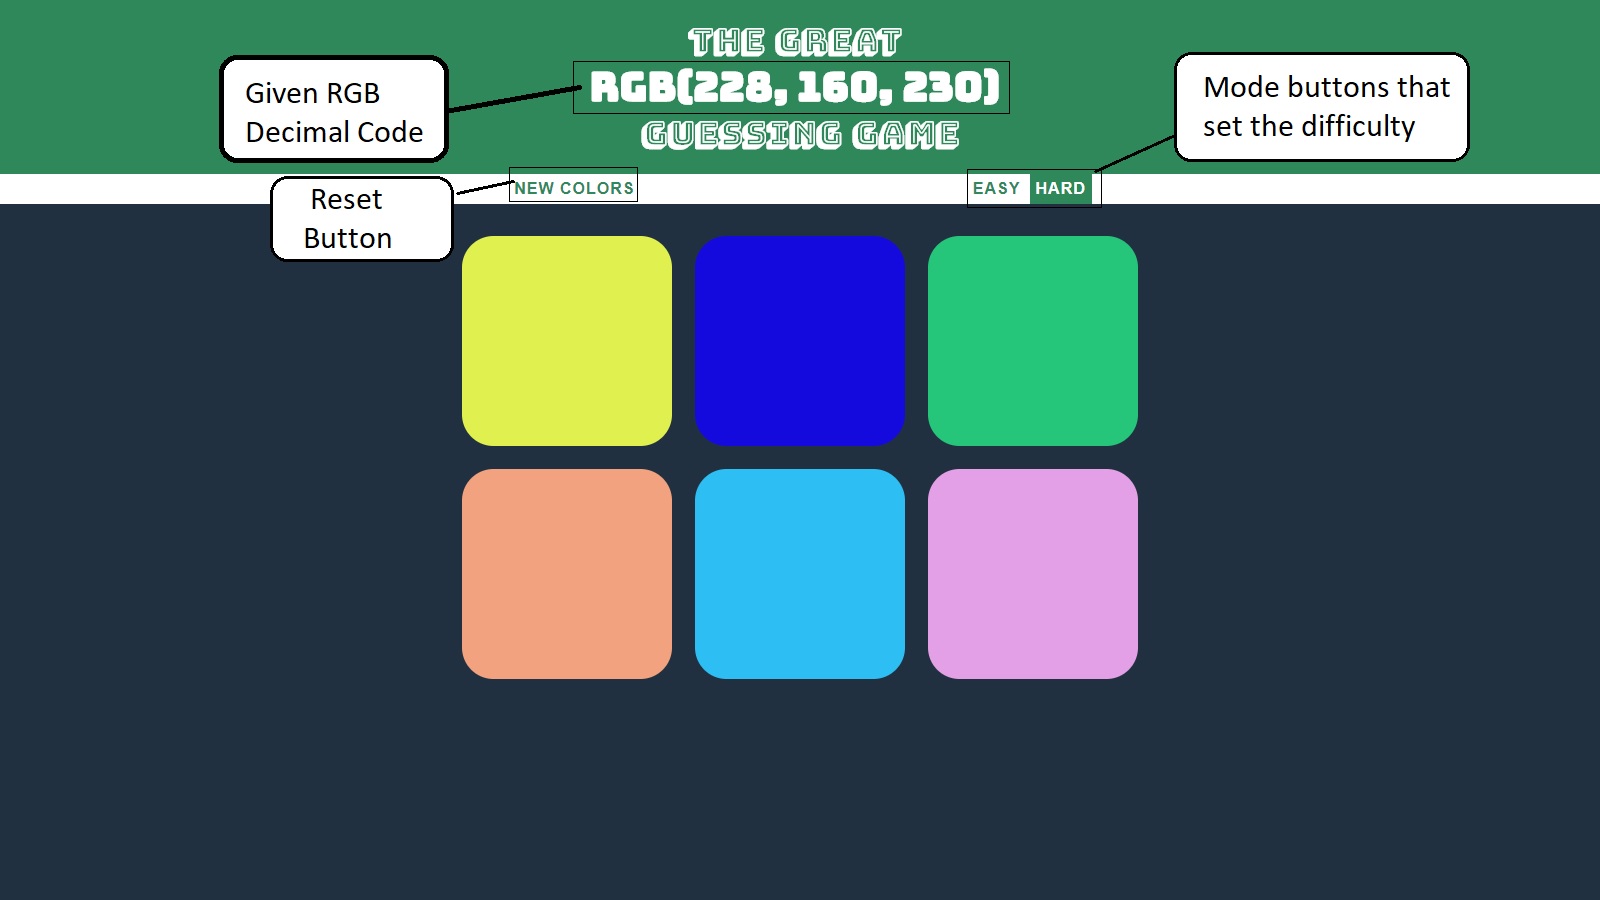 THE GREAT
RGB(228, 160, 230)
GUESSING GAME
Given RGB
Decimal Code
Mode buttons that
set the difficulty
Reset
Button
NEW COLORS
EASY HARD